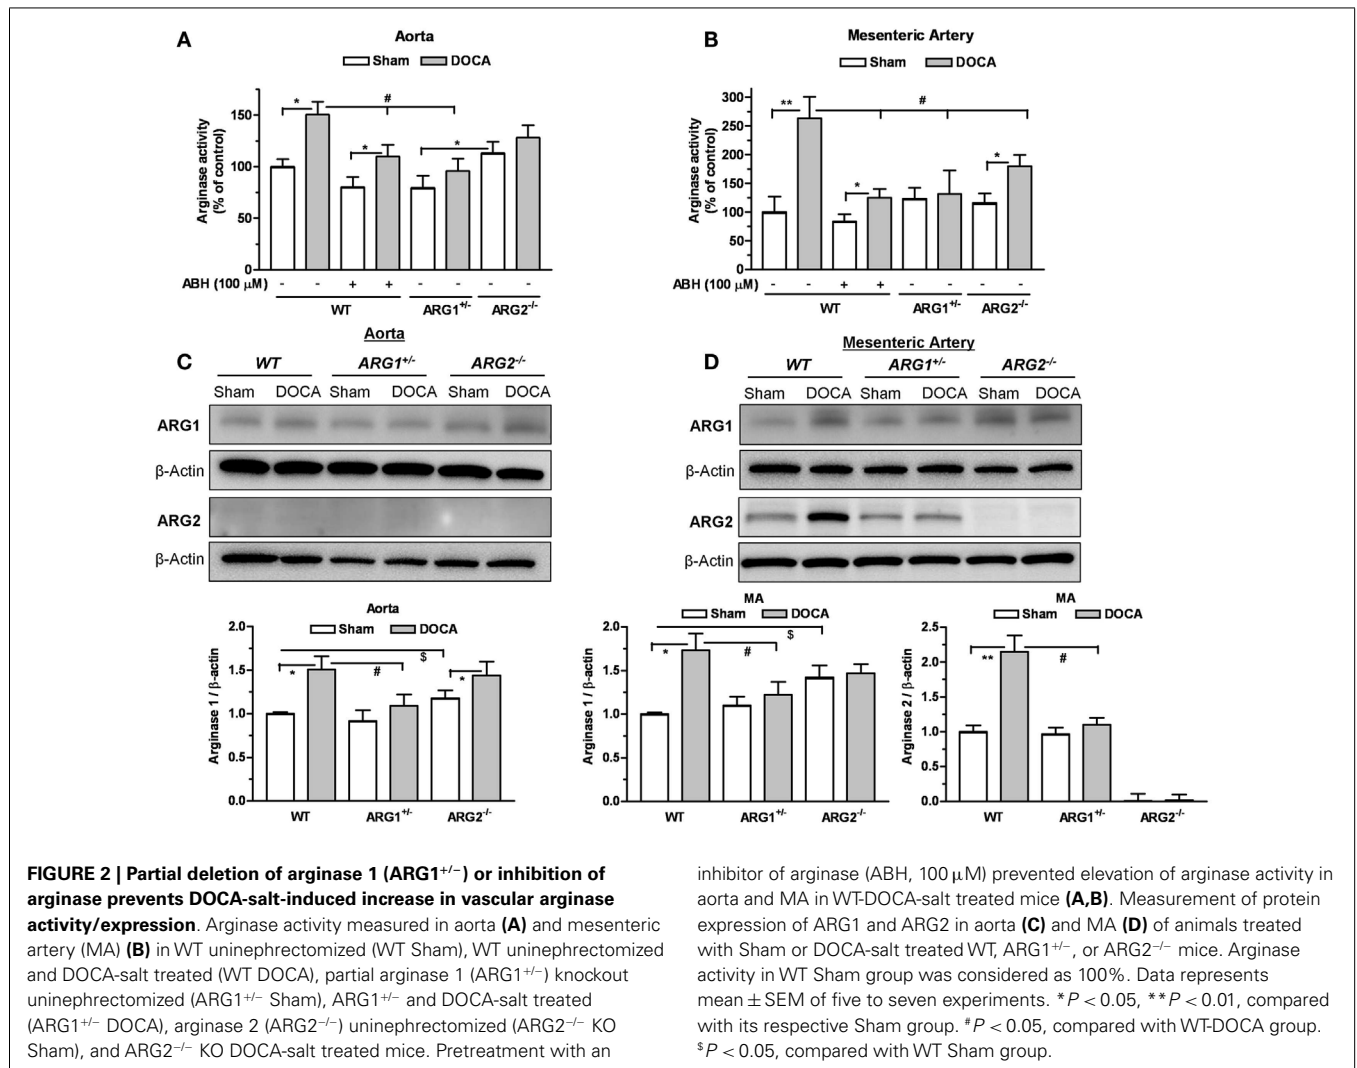 A
Aorta
Sham DOCA
Arginase activity
(% of control)
150
100
50
0
* # * *
ABH (100 µM) - - + + - - - -
WT ARG1+/- ARG2-/-
B
Mesenteric Artery
Sham DOCA
Arginase activity
(% of control)
300
250
200
150
100
50
0
** # * *
ABH (100 µM) - - + + - - - -
WT ARG1+/- ARG2-/-
C
Aorta
WT ARG1+/- ARG2-/-
Sham DOCA Sham DOCA Sham DOCA
ARG1
β-Actin
ARG2
β-Actin
D
Mesenteric Artery
WT ARG1+/- ARG2-/-
Sham DOCA Sham DOCA Sham DOCA
ARG1
β-Actin
ARG2
β-Actin
Aorta
Sham DOCA
Arginase 1 / β-actin
2.0
1.5
1.0
0.5
0.0
* # $ *
WT ARG1+/- ARG2-/-
MA
Sham DOCA
Arginase 1 / β-actin
2.0
1.5
1.0
0.5
0.0
* # $
WT ARG1+/- ARG2-/-
MA
Sham DOCA
Arginase 2 / β-actin
2.5
2.0
1.5
1.0
0.5
0.0
** #
WT ARG1+/- ARG2-/-
FIGURE 2 | Partial deletion of arginase 1 (ARG1+/−) or inhibition of
arginase prevents DOCA-salt-induced increase in vascular arginase
activity/expression. Arginase activity measured in aorta (A) and mesenteric
artery (MA) (B) in WT uninephrectomized (WT Sham), WT uninephrectomized
and DOCA-salt treated (WT DOCA), partial arginase 1 (ARG1+/−) knockout
uninephrectomized (ARG1+/− Sham), ARG1+/− and DOCA-salt treated
(ARG1+/− DOCA), arginase 2 (ARG2−/−) uninephrectomized (ARG2−/− KO
Sham), and ARG2−/− KO DOCA-salt treated mice. Pretreatment with an
inhibitor of arginase (ABH, 100 µM) prevented elevation of arginase activity in
aorta and MA in WT-DOCA-salt treated mice (A,B). Measurement of protein
expression of ARG1 and ARG2 in aorta (C) and MA (D) of animals treated
with Sham or DOCA-salt treated WT, ARG1+/−, or ARG2−/− mice. Arginase
activity in WT Sham group was considered as 100%. Data represents
mean ± SEM of five to seven experiments. *P < 0.05, **P < 0.01, compared
with its respective Sham group. #P < 0.05, compared with WT-DOCA group.
$P < 0.05, compared with WT Sham group.